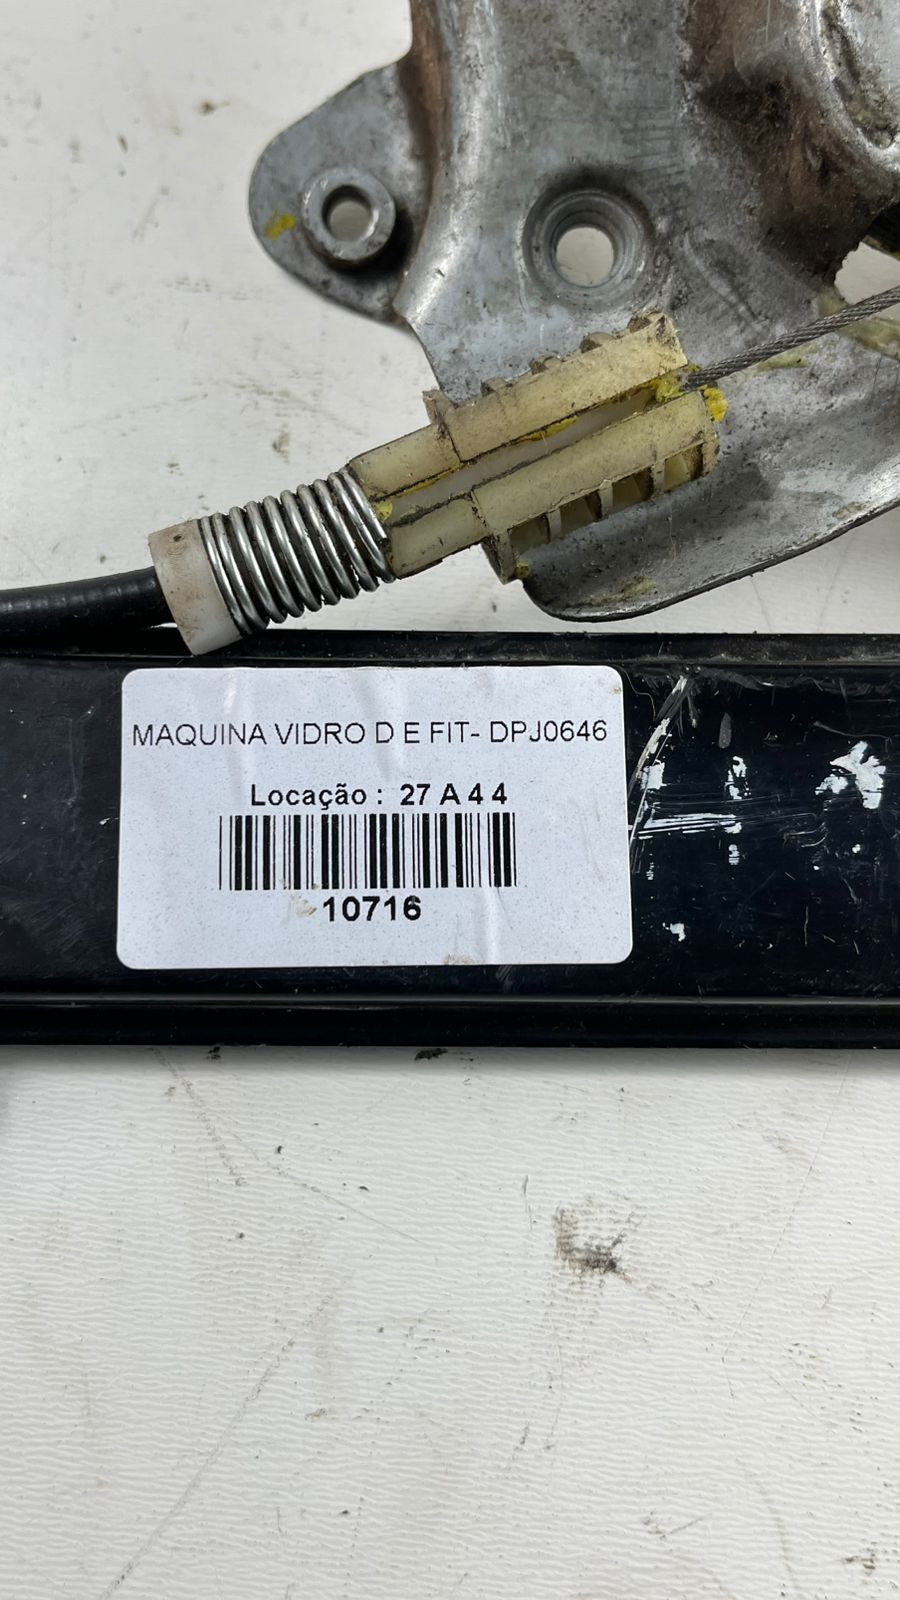 MAQUINA VIDRO D E FIT- DPJ0646
Locação : 27 A 4 4
10716